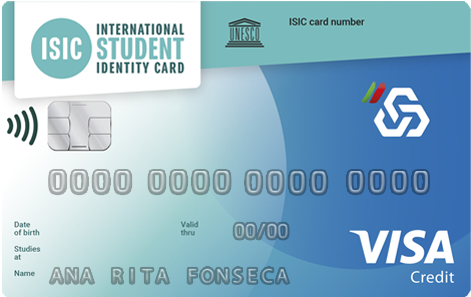 ISIC
INTERNATIONAL
STUDENT
IDENTITY CARD
UNESCO
ISIC card number
0000 0000 0000 0000
Date
of birth
Valid
thru
00/00
Studies
at
Name
ANA RITA FONSECA
VISA
Credit